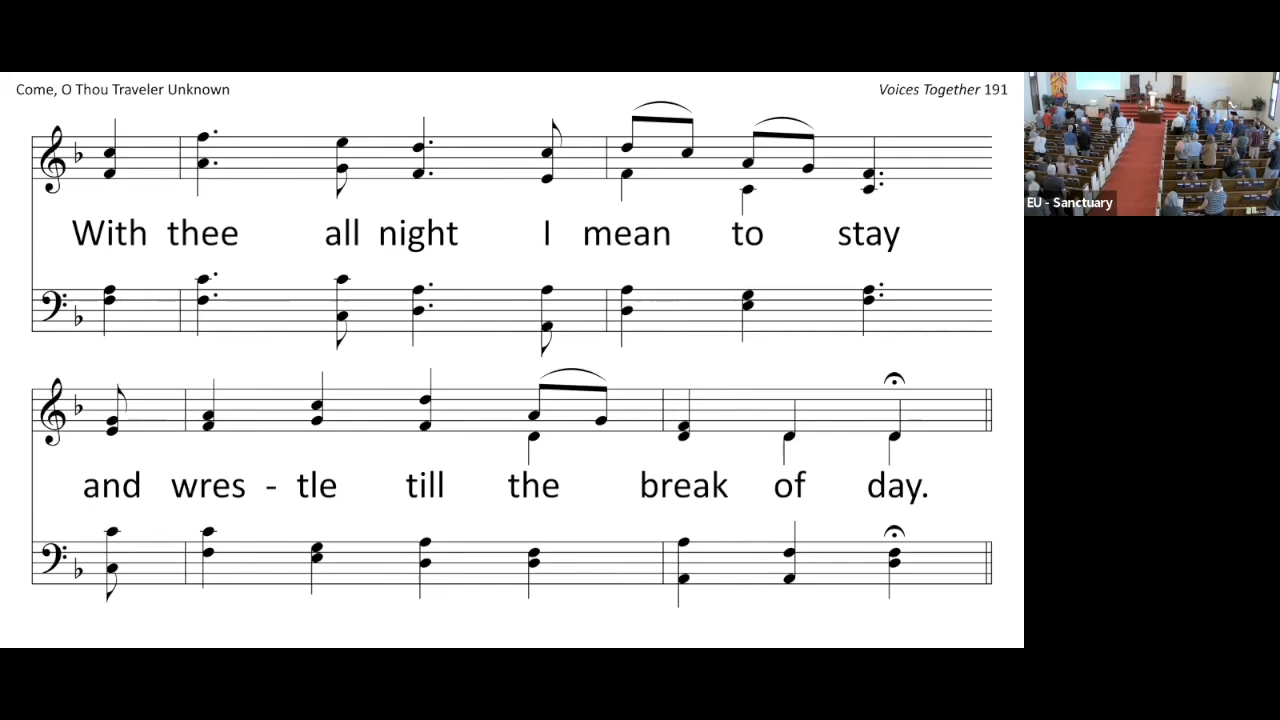 Come, O Thou Traveler Unknown
Voices Together 191
With thee all night I mean to stay
and wres - tle till the break of day.
EU - Sanctuary